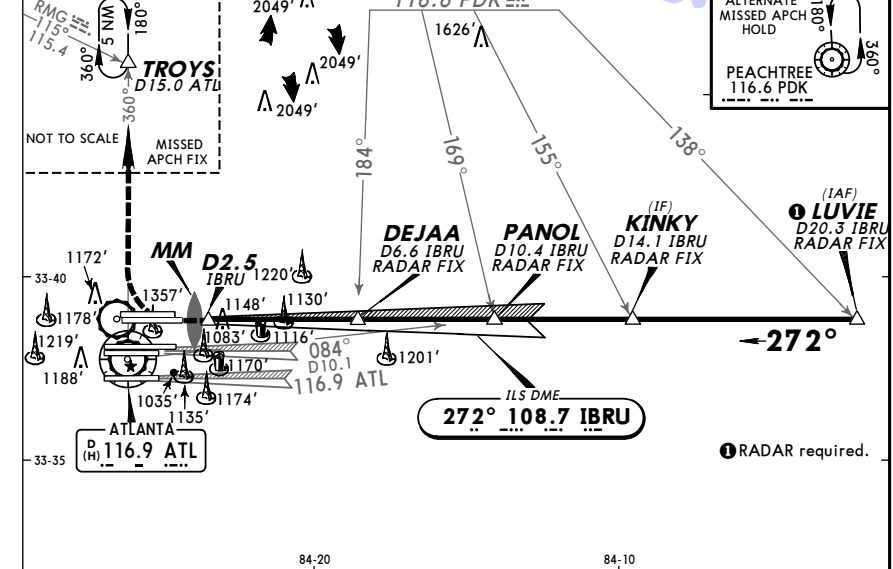 RMG
115°
115.4
5 NM
180°
360°
TROYS
D15.0 ATL
360°
NOT TO SCALE
MISSED
APCH FIX
2049'
2049'
2049'
116.6 PDK
1626'
184°
169°
155°
138°
ALTERNATE
MISSED APCH
HOLD
180°
360°
PEACHTREE
116.6 PDK
MM
D2.5
IBRU
DEJAA
D6.6 IBRU
RADAR FIX
PANOL
D10.4 IBRU
RADAR FIX
(IF)
KINKY
D14.1 IBRU
RADAR FIX
(IAF)
1 LUVIE
D20.3 IBRU
RADAR FIX
33-40
1172'
1220'
1357'
1148'
1130'
1178'
1083'
1116'
1219'
1201'
1188'
1170'
1035'
1135'
1174'
084°
D10.1
116.9 ATL
272°
ILS DME
272° 108.7 IBRU
ATLANTA
D
(H) 116.9 ATL
1 RADAR required.
33-35
84-20
84-10